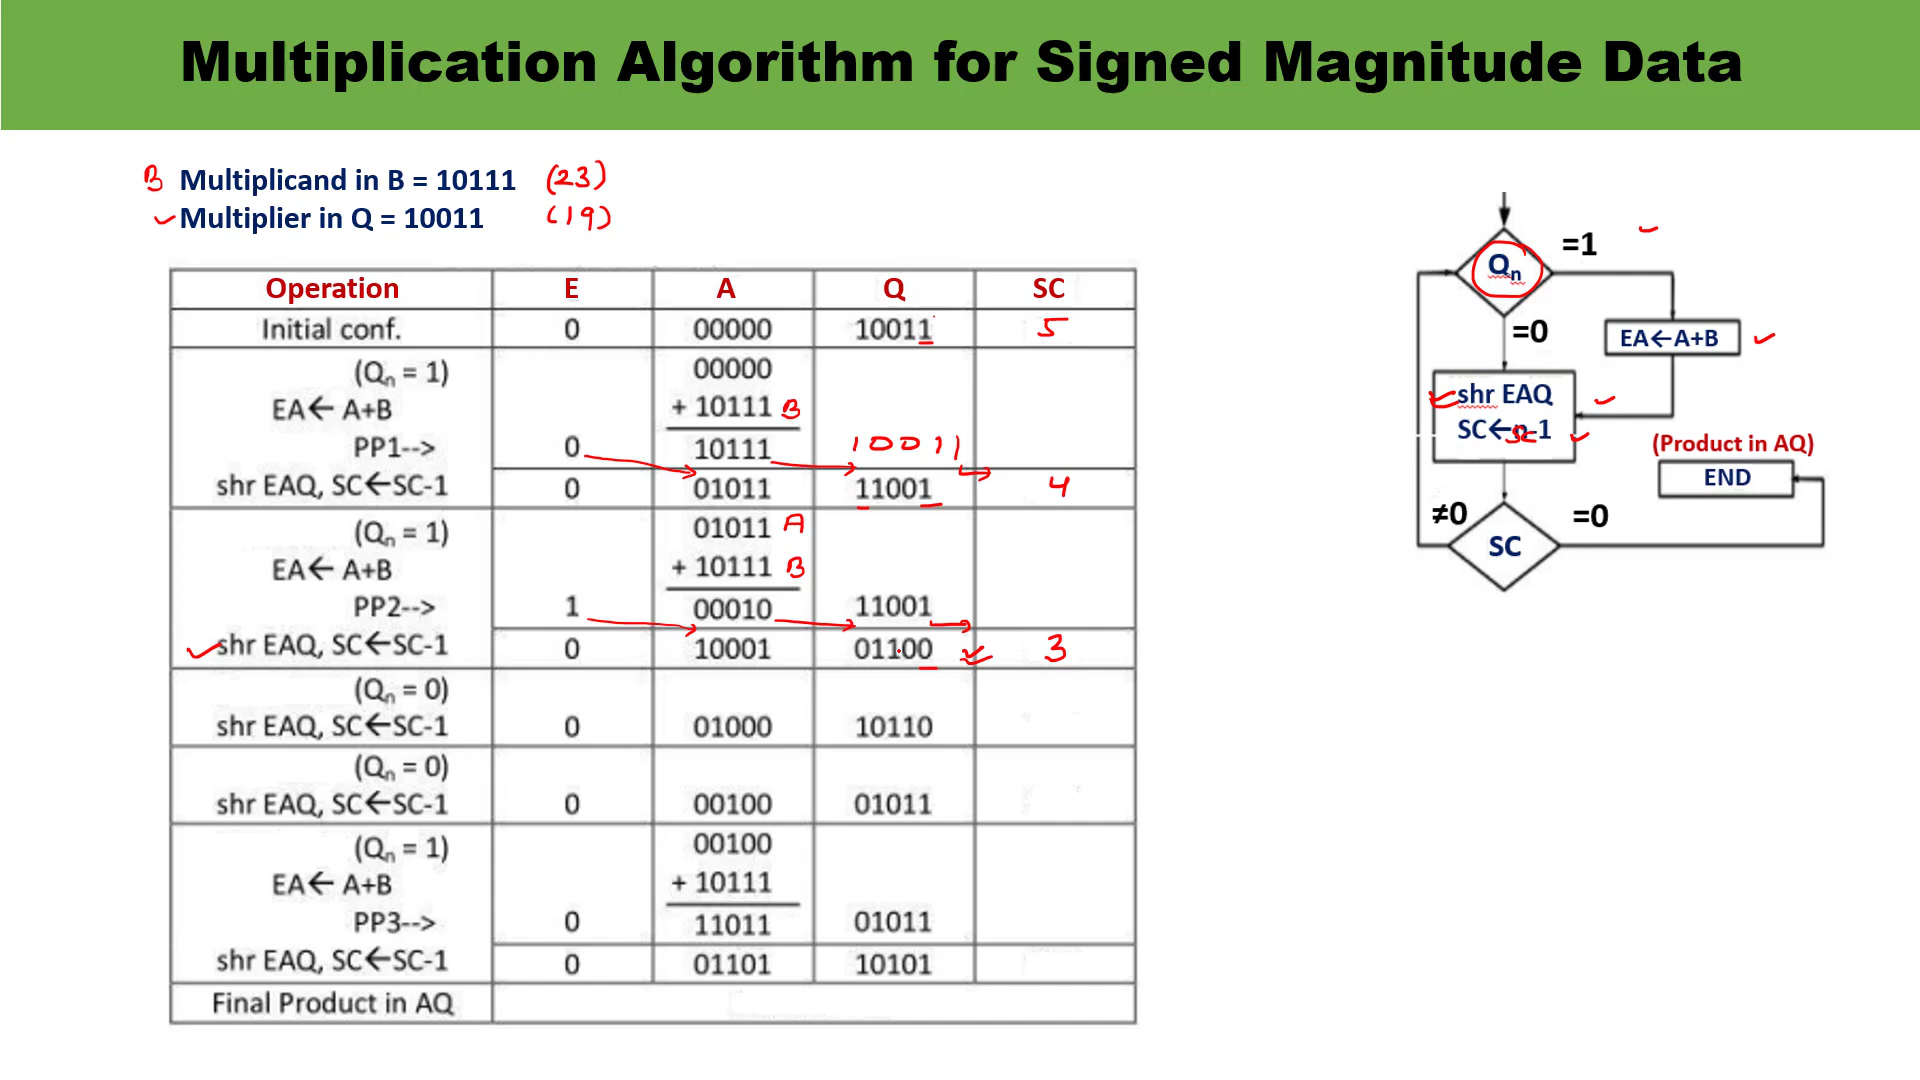 Multiplication Algorithm for Signed Magnitude Data
B Multiplicand in B = 10111 (23)
Multiplier in Q = 10011 (19)
Operation E A Q SC
Initial conf. 0 00000 10011 5
(Qn = 1) 00000
EA← A+B + 10111 B
PP1--> 0 10111 10011
shr EAQ, SC←SC-1 0 01011 11001 4
(Qn = 1) 01011 A
EA← A+B + 10111 B
PP2--> 1 00010 11001
shr EAQ, SC←SC-1 0 10001 01100 3
(Qn = 0)
shr EAQ, SC←SC-1 0 01000 10110
(Qn = 0)
shr EAQ, SC←SC-1 0 00100 01011
(Qn = 1) 00100
EA← A+B + 10111
PP3--> 0 11011 01011
shr EAQ, SC←SC-1 0 01101 10101
Final Product in AQ
Qn =1
=0
EA←A+B
shr EAQ
SC←n-1
SC
(Product in AQ)
END
≠0 =0
SC